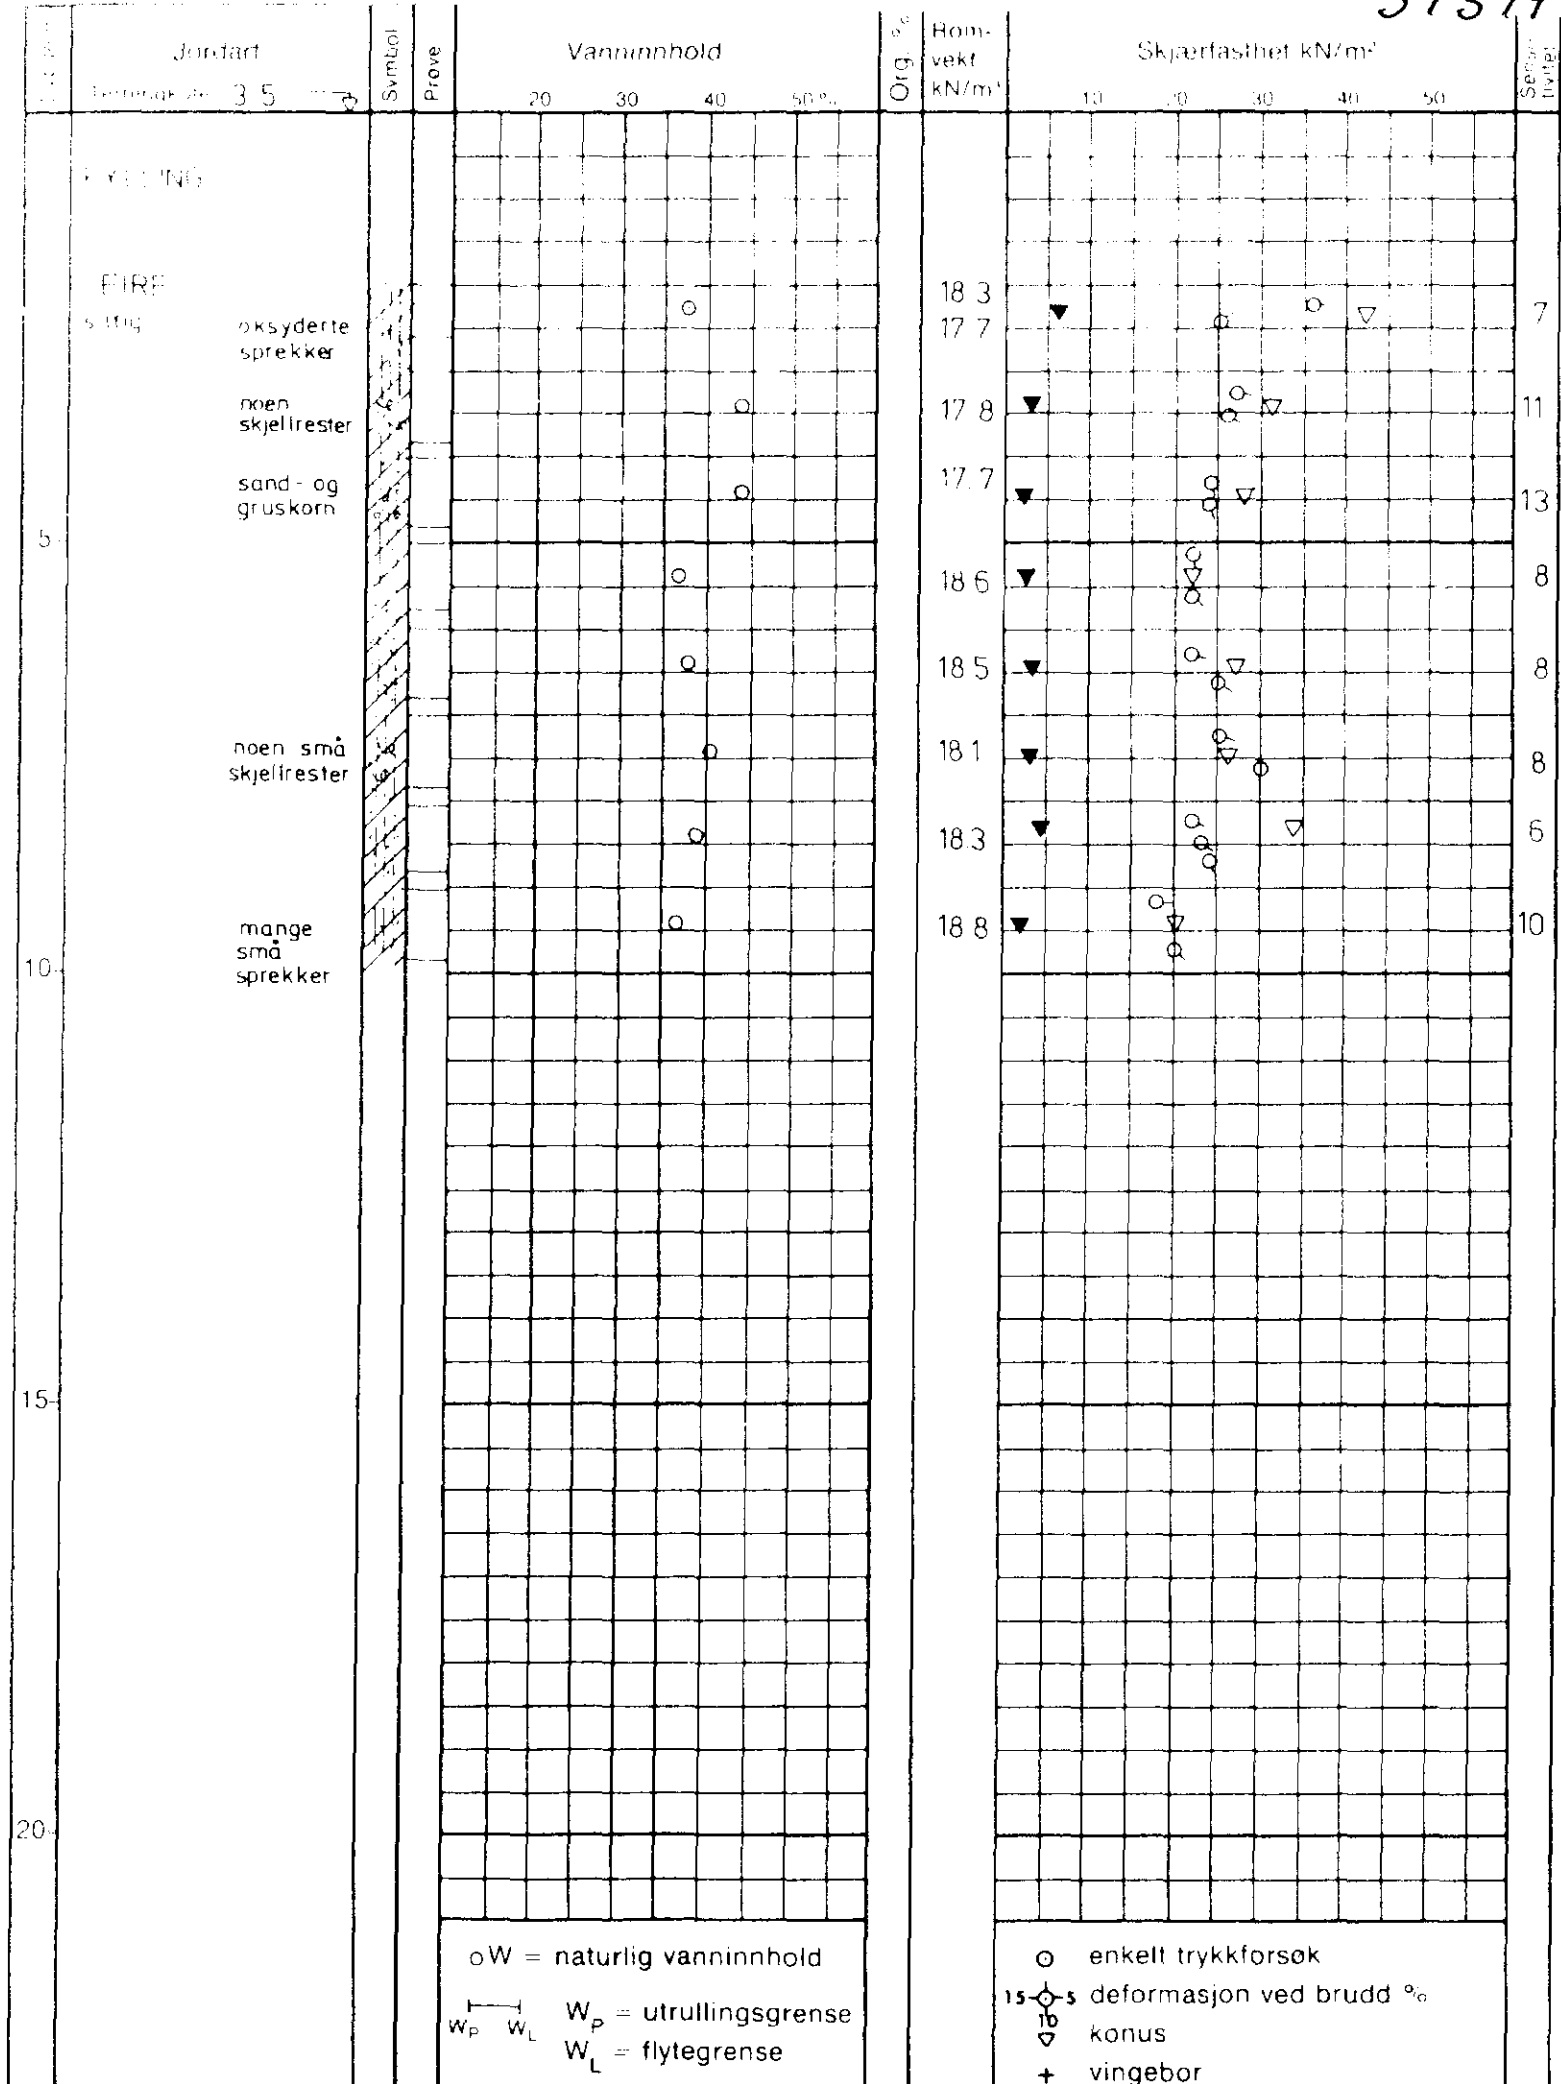 Jordart
3 5
Symbol
Prøve
Vanninnhold
20 30 40 50 %
Org. %
Rom-
vekt
kN/m³
Skjærfasthet kN/m²
10 20 30 40 50
18 3
17 7
7
oksyderte
sprekker
noen
skjellrester
17 8
11
sand - og
gruskorn
17.7
13
5
18 6
8
18 5
8
noen små
skjellrester
18 1
8
18.3
6
mange
små
sprekker
18 8
10
10
15
20
oW = naturlig vanninnhold
WP WL WP = utrullingsgrense
WL = flytegrense
enkelt trykkforsøk
15 5 deformasjon ved brudd %
10
konus
+ vingebor